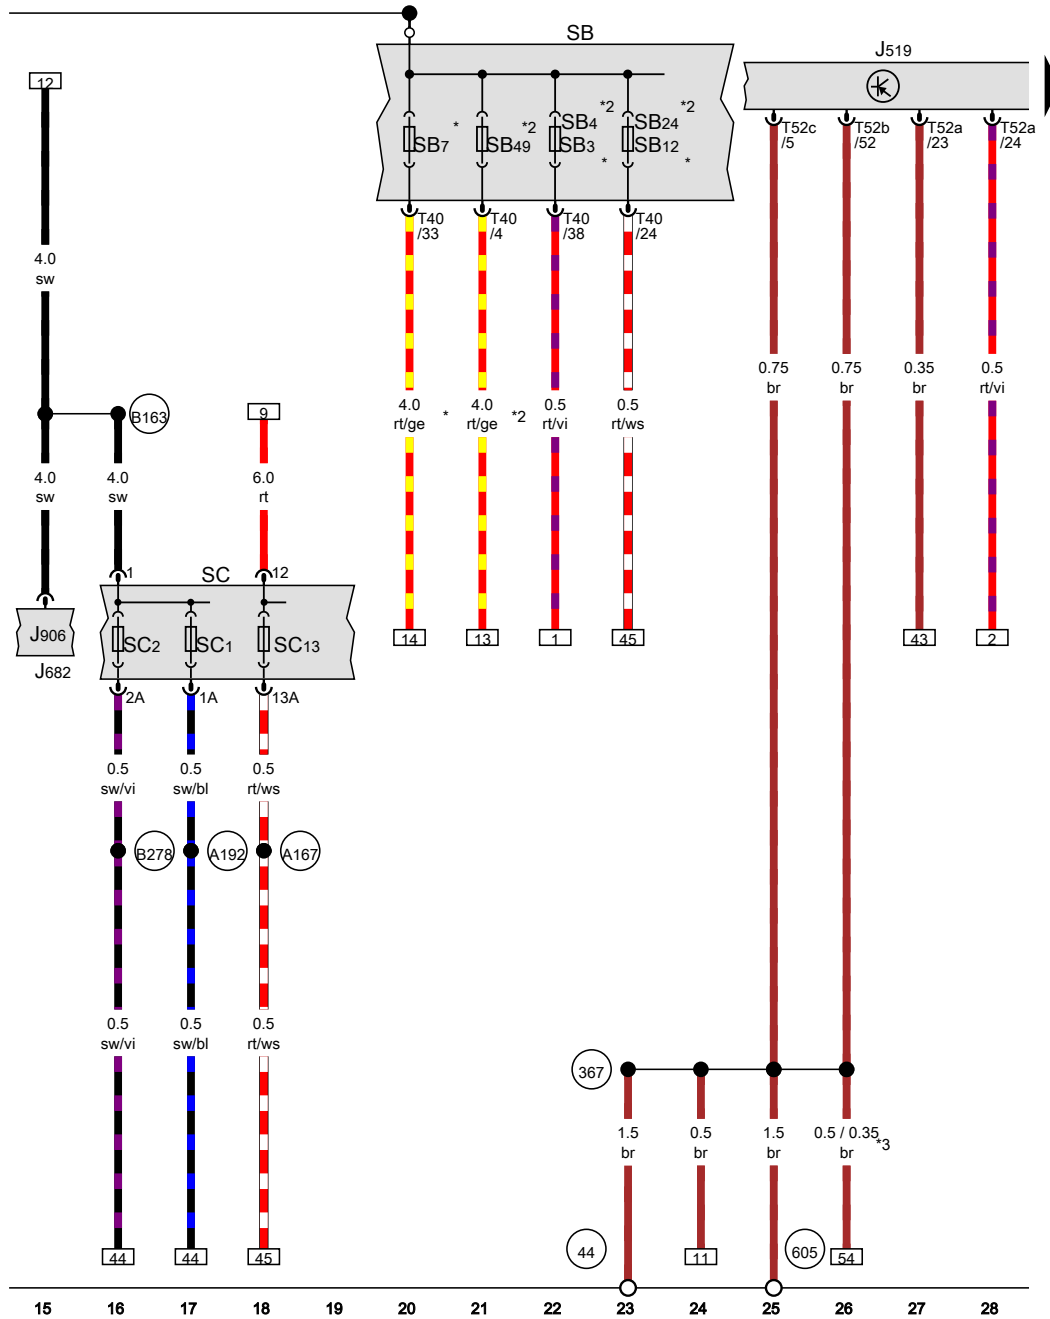 SB
J519
12
*
*2
*2
*2
SB7
SB49
SB4
SB3
SB24
SB12
*
*
T52c
/5
T52b
/52
T52a
/23
T52a
/24
T40
/33
T40
/4
T40
/38
T40
/24
4.0
sw
0.75
br
0.75
br
0.35
br
0.5
rt/vi
4.0
rt/ge
*
4.0
rt/ge
*2
0.5
rt/vi
0.5
rt/ws
B163
9
4.0
sw
4.0
sw
6.0
rt
1
SC
12
J906
J682
SC2
SC1
SC13
14
13
1
45
43
2
2A
1A
13A
0.5
sw/vi
0.5
sw/bl
0.5
rt/ws
B278
A192
A167
0.5
sw/vi
0.5
sw/bl
0.5
rt/ws
367
1.5
br
0.5
br
1.5
br
0.5 / 0.35
br
*3
44
44
45
44
11
605
54
15 16 17 18 19 20 21 22 23 24 25 26 27 28